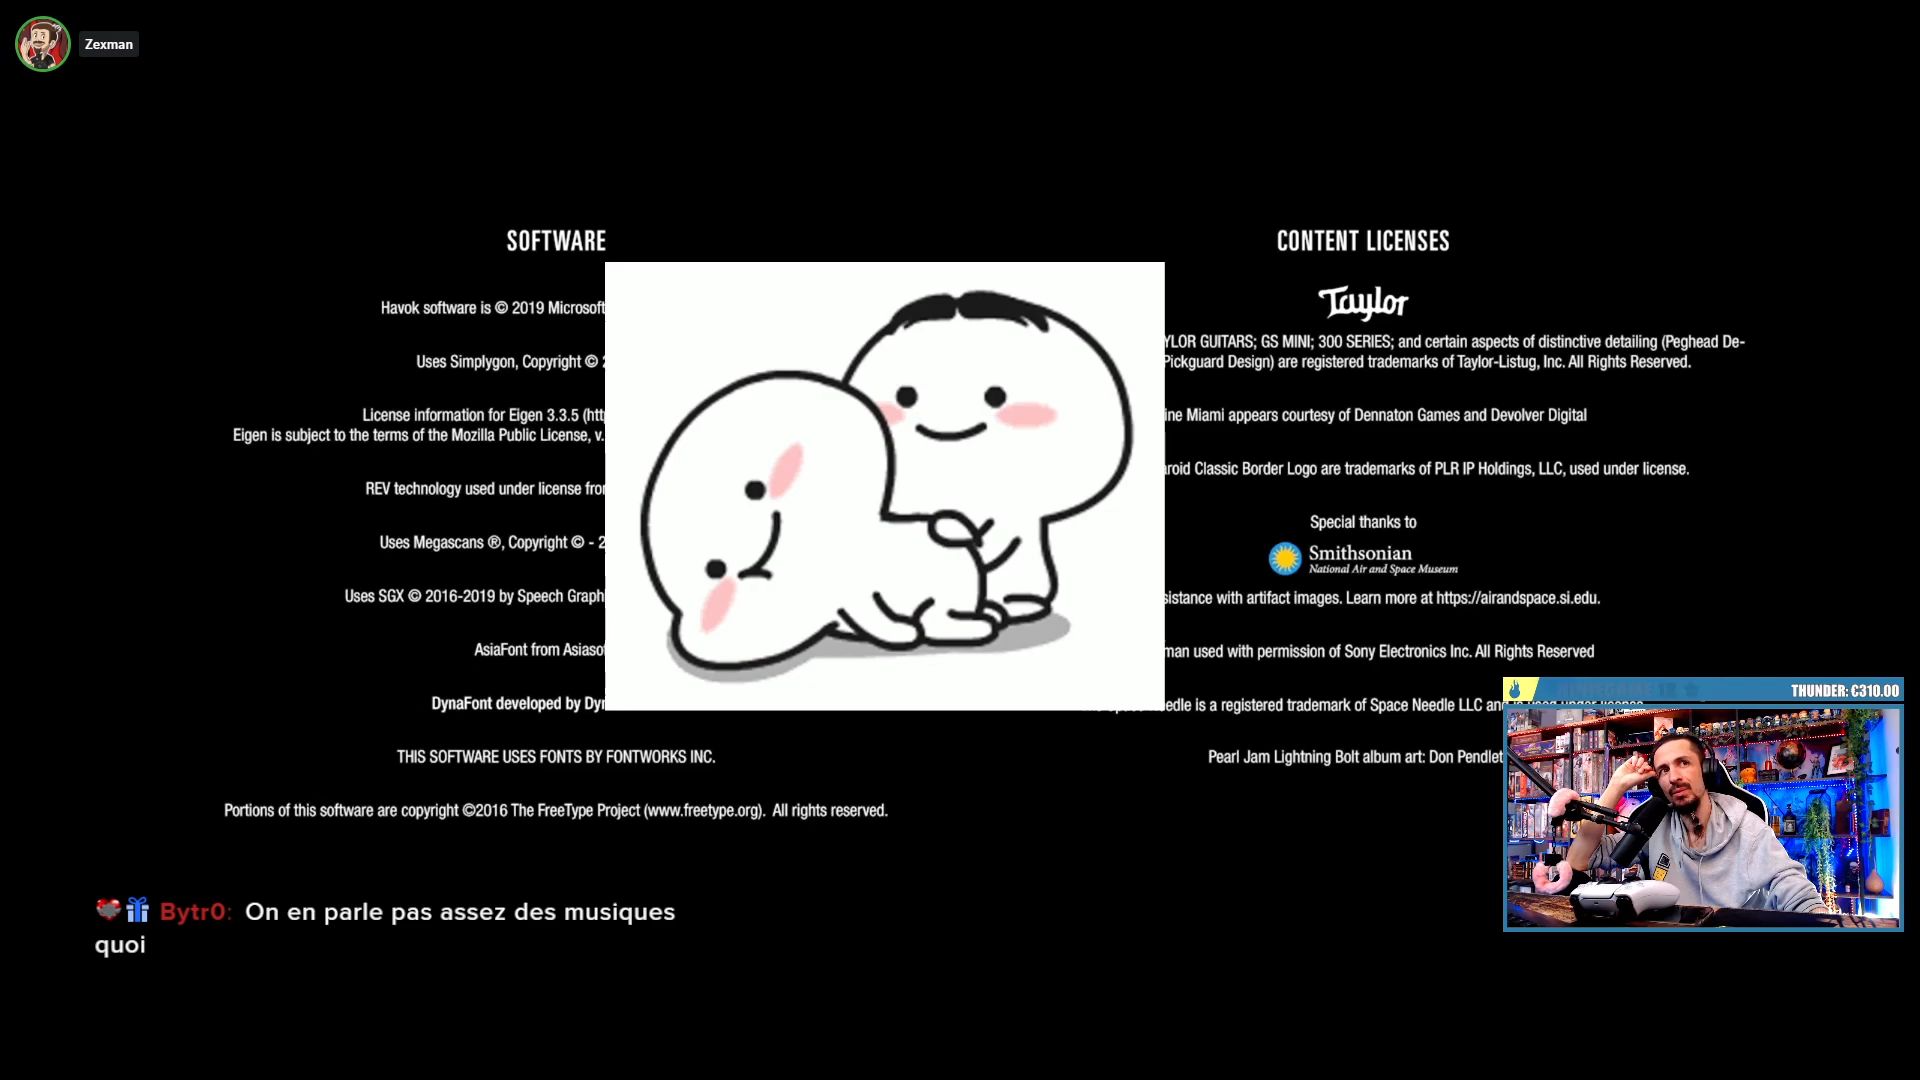 Zexman
SOFTWARE
Havok software is © 2019 Microsoft
Uses Simplygon, Copyright ©
License information for Eigen 3.3.5 (http
Eigen is subject to the terms of the Mozilla Public License, v.
REV technology used under license from
Uses Megascans ®, Copyright © - 2
Uses SGX © 2016-2019 by Speech Graph
AsiaFont from Asiasof
DynaFont developed by Dyn
THIS SOFTWARE USES FONTS BY FONTWORKS INC.
Portions of this software are copyright ©2016 The FreeType Project (www.freetype.org). All rights reserved.
CONTENT LICENSES
Taylor
YLOR GUITARS; GS MINI; 300 SERIES; and certain aspects of distinctive detailing (Peghead De-
Pickguard Design) are registered trademarks of Taylor-Listug, Inc. All Rights Reserved.
ine Miami appears courtesy of Dennaton Games and Devolver Digital
aroid Classic Border Logo are trademarks of PLR IP Holdings, LLC, used under license.
Special thanks to
Smithsonian
National Air and Space Museum
sistance with artifact images. Learn more at https://airandspace.si.edu.
man used with permission of Sony Electronics Inc. All Rights Reserved
edle is a registered trademark of Space Needle LLC and
Pearl Jam Lightning Bolt album art: Don Pendlet
THUNDER: €310.00
Bytr0: On en parle pas assez des musiques
quoi